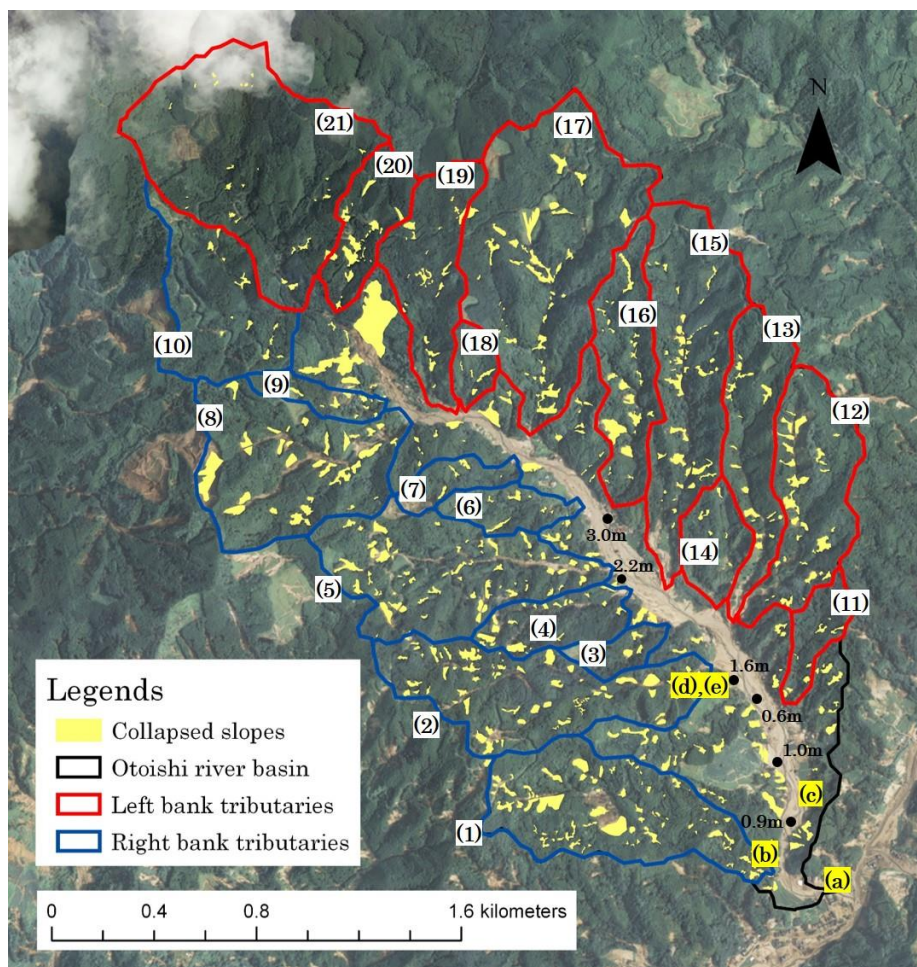 (21)
(20)
(19)
(17)
N
(15)
(16)
(13)
(10)
(18)
(9)
(8)
(12)
(7)
(6)
3.0m
(14)
2.2m
(5)
(11)
(4)
(3)
1.6m
(d),(e)
0.6m
(2)
1.0m
(c)
0.9m
(1)
(b)
(a)
Legends
Collapsed slopes
Otoishi river basin
Left bank tributaries
Right bank tributaries
0 0.4 0.8 1.6 kilometers